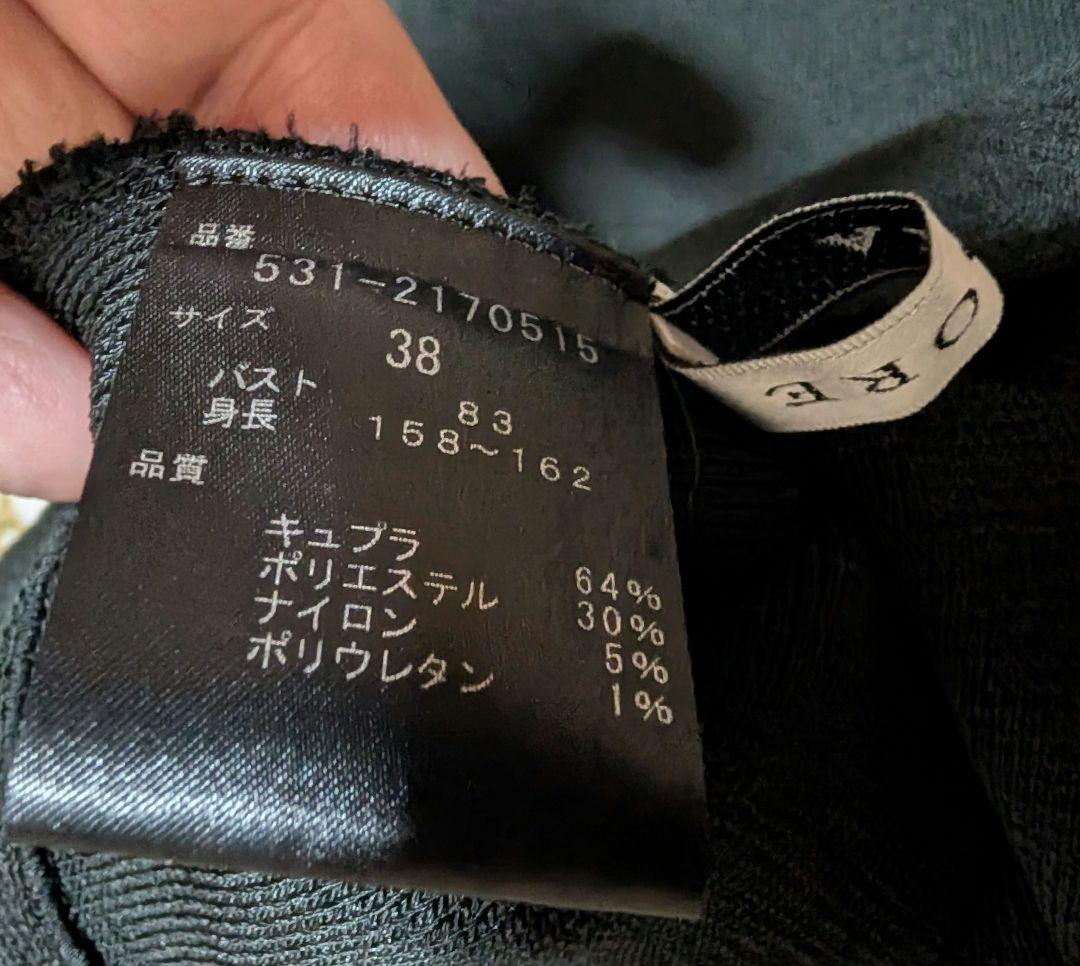 品番
531-2170515
サイズ 38
バスト 83
身長 158~162
品質
キュプラ 64%
ポリエステル 30%
ナイロン 5%
ポリウレタン 1%
ORE